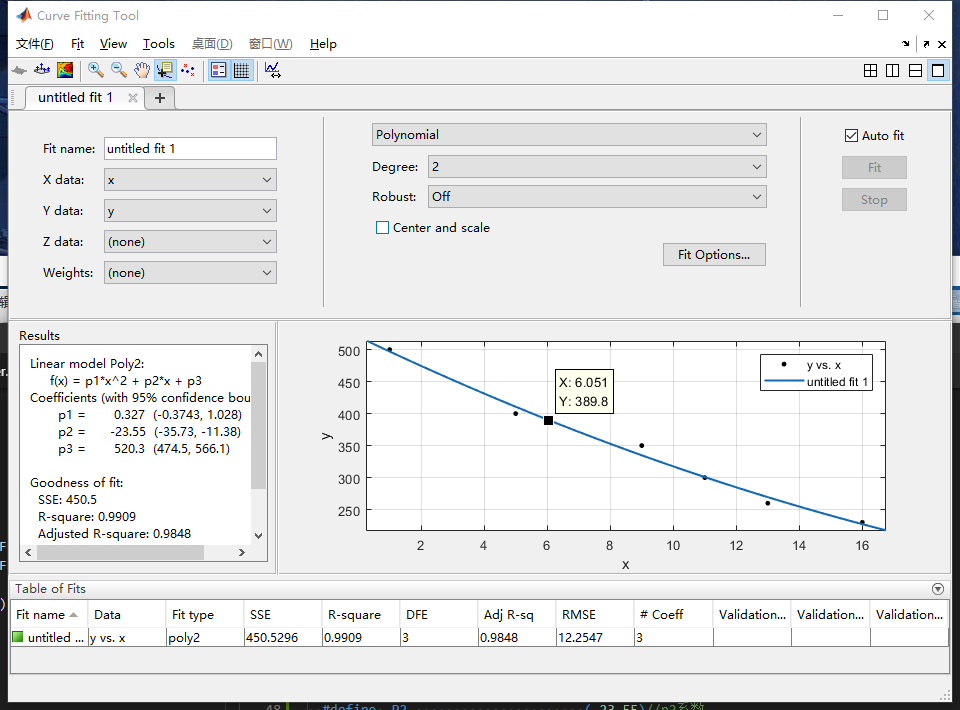 Curve Fitting Tool
文件(F) Fit View Tools 桌面(D) 窗口(W) Help
untitled fit 1
Fit name: untitled fit 1
X data: x
Y data: y
Z data: (none)
Weights: (none)
Polynomial
Degree: 2
Robust: Off
Center and scale
Fit Options...
Auto fit
Fit
Stop
Results
Linear model Poly2:
f(x) = p1*x^2 + p2*x + p3
Coefficients (with 95% confidence bou
p1 = 0.327 (-0.3743, 1.028)
p2 = -23.55 (-35.73, -11.38)
p3 = 520.3 (474.5, 566.1)
Goodness of fit:
SSE: 450.5
R-square: 0.9909
Adjusted R-square: 0.9848
500
450
400
350
300
250
y
X: 6.051
Y: 389.8
y vs. x
untitled fit 1
2 4 6 8 10 12 14 16
x
Table of Fits
Fit name Data Fit type SSE R-square DFE Adj R-sq RMSE # Coeff Validation... Validation... Validation...
untitled ... y vs. x poly2 450.5296 0.9909 3 0.9848 12.2547 3
48 #define P2 (-23.55)//p2系数